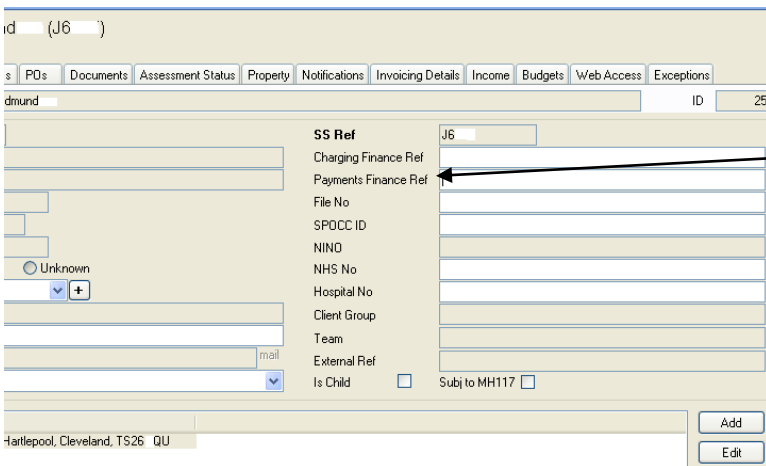 (J6 )
s POs Documents Assessment Status Property Notifications Invoicing Details Income Budgets Web Access Exceptions
dmund ID 25
SS Ref J6
Charging Finance Ref
Payments Finance Ref
File No
SPOCC ID
NINO
Unknown NHS No
Hospital No
Client Group
Team
mail External Ref
Is Child Subj to MH117
Add
Hartlepool, Cleveland, TS26 QU
Edit